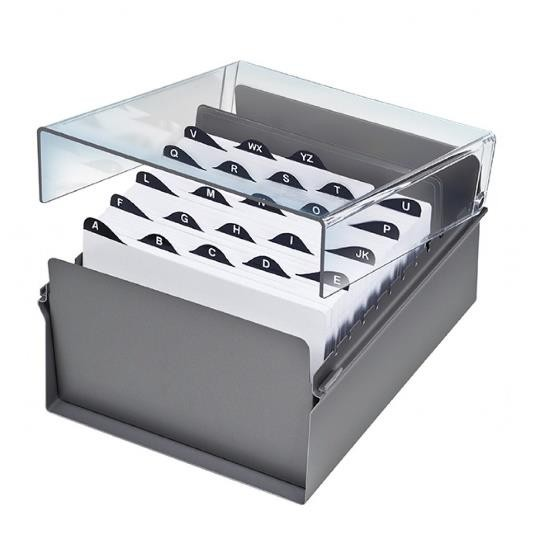 V WX YZ
Q R S T U
L M N O P
F G H I JK
A B C D E